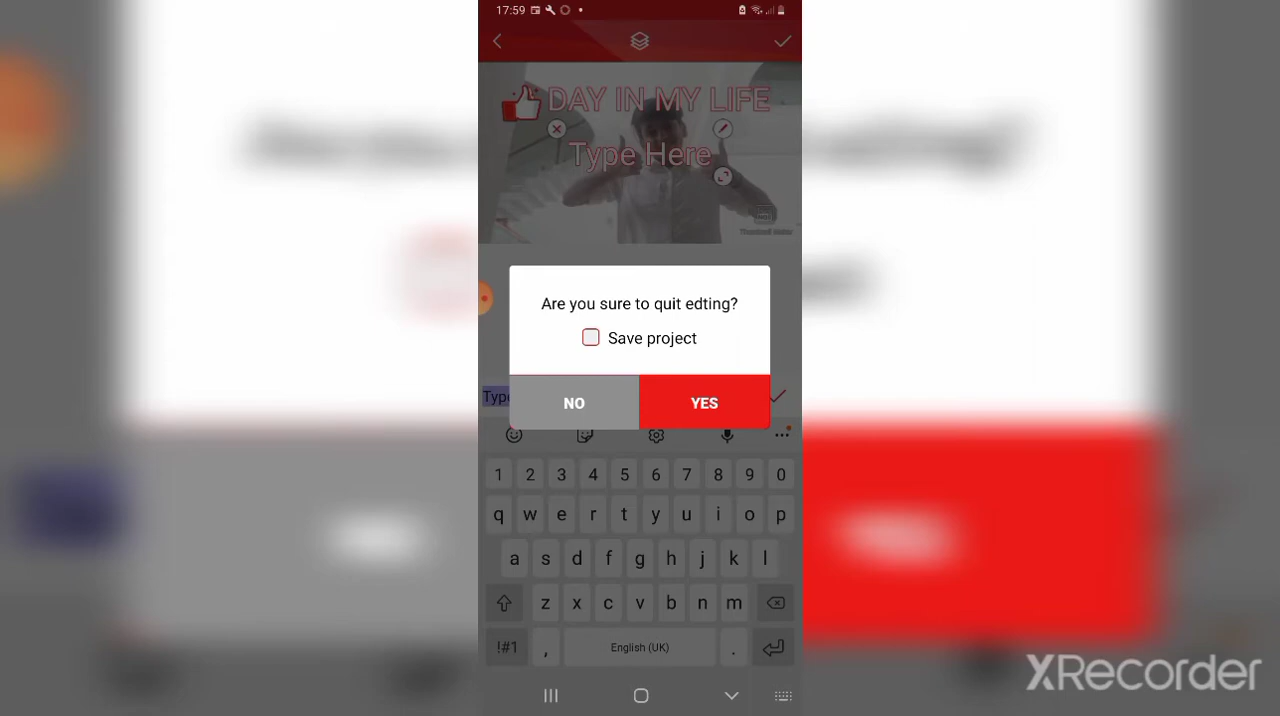 17:59
DAY IN MY LIFE
Type Here
Are you sure to quit edting?
Save project
Typ
NO
YES
1 2 3 4 5 6 7 8 9 0
q w e r t y u i o p
a s d f g h j k l
z x c v b n m
!#1 , English (UK) .
XRecorder